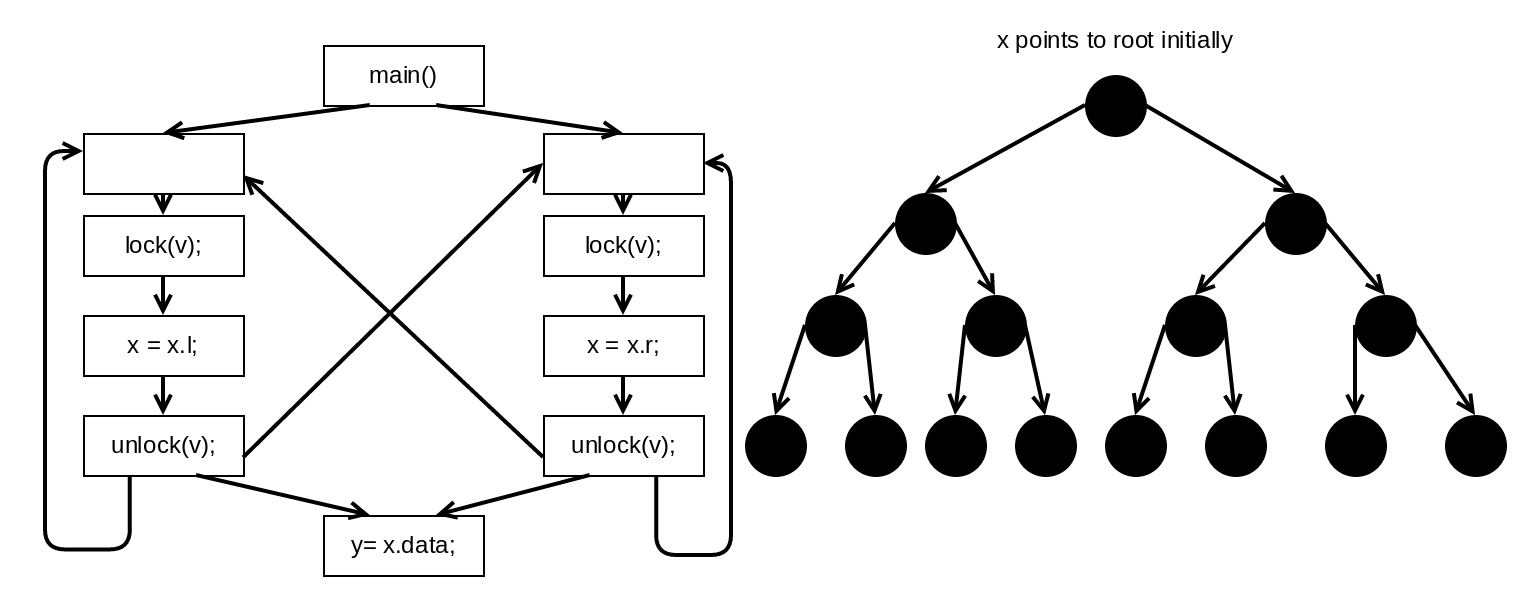 x points to root initially
main()
lock(v);
lock(v);
x = x.l;
x = x.r;
unlock(v);
unlock(v);
y= x.data;